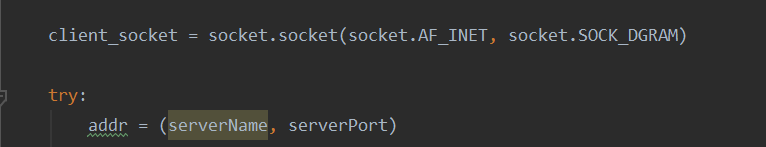 client_socket = socket.socket(socket.AF_INET, socket.SOCK_DGRAM)
try:
addr = (serverName, serverPort)